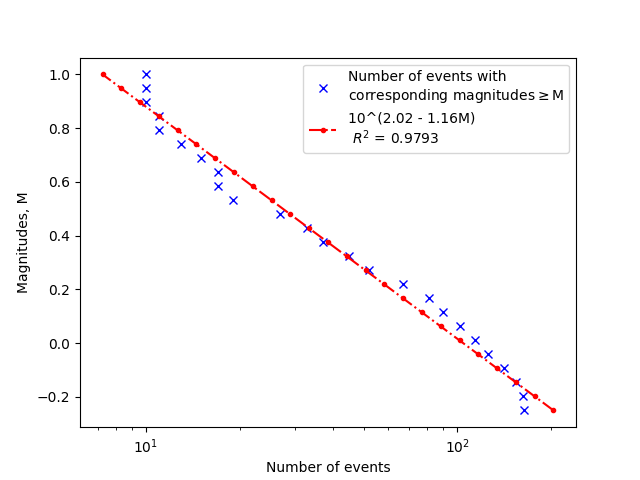 Number of events with
corresponding magnitudes ≥ M
10^(2.02 - 1.16M)
R² = 0.9793
1.0
0.8
0.6
0.4
0.2
0.0
−0.2
Magnitudes, M
10¹ 10²
Number of events